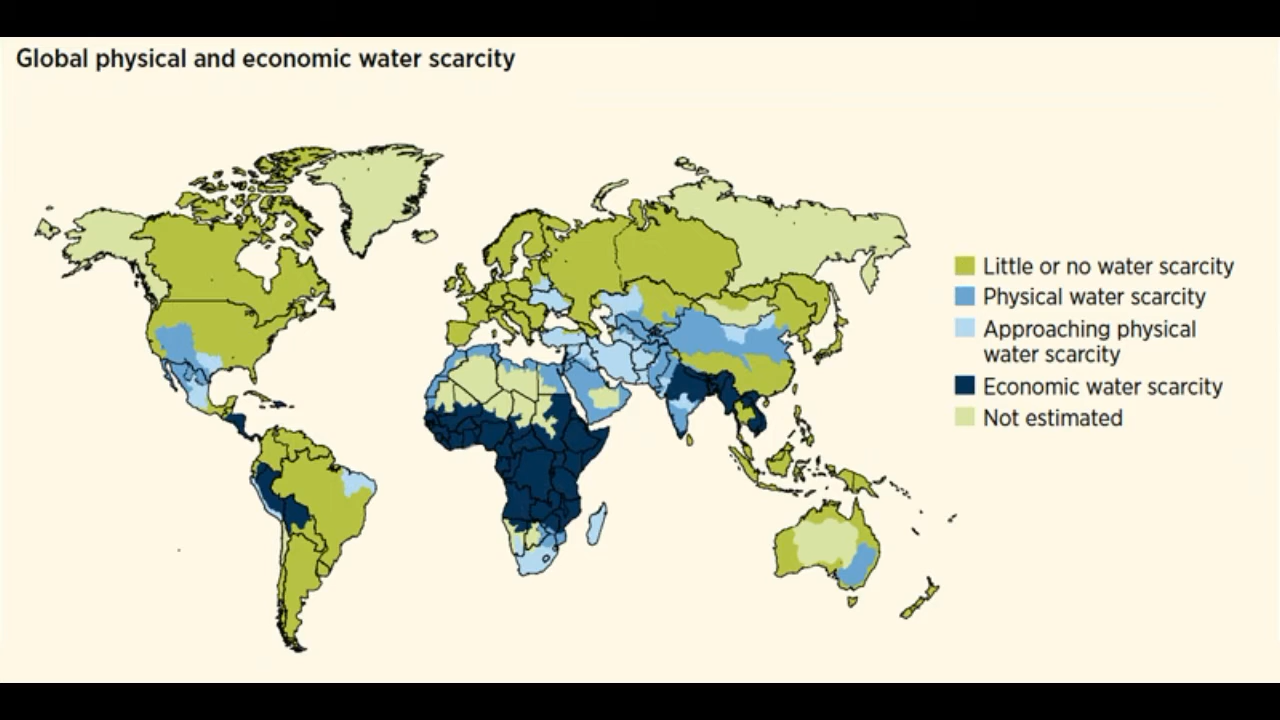 Global physical and economic water scarcity
Little or no water scarcity
Physical water scarcity
Approaching physical
water scarcity
Economic water scarcity
Not estimated